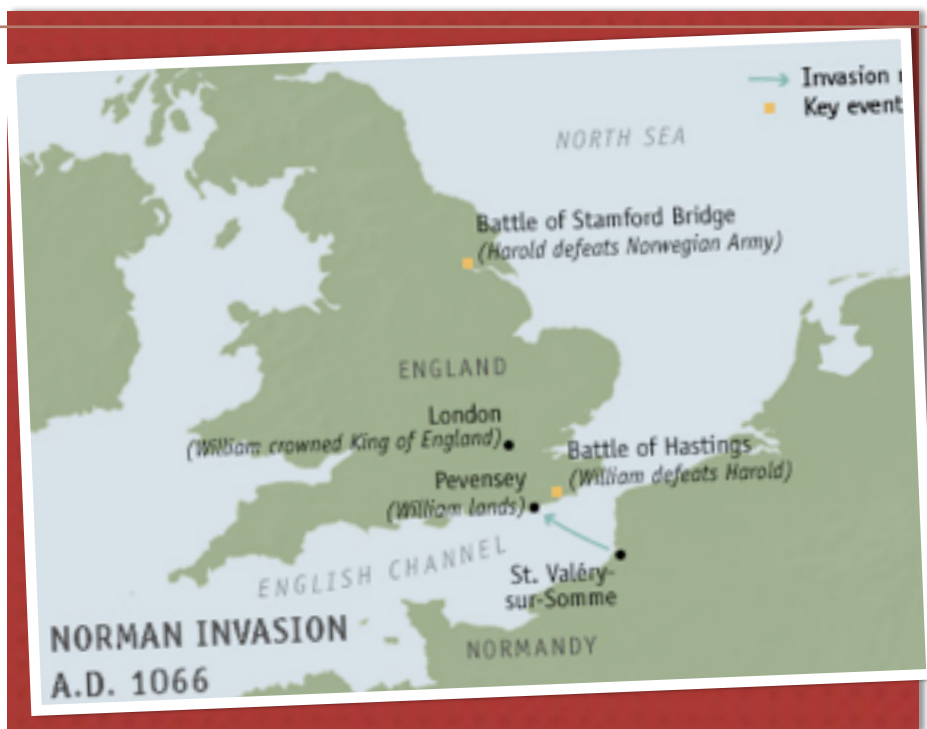 Invasion
Key event
NORTH SEA
Battle of Stamford Bridge
(Harold defeats Norwegian Army)
ENGLAND
London
(William crowned King of England)
Battle of Hastings
(William defeats Harold)
Pevensey
(William lands)
ENGLISH CHANNEL
St. Valéry-
sur-Somme
NORMANDY
NORMAN INVASION
A.D. 1066